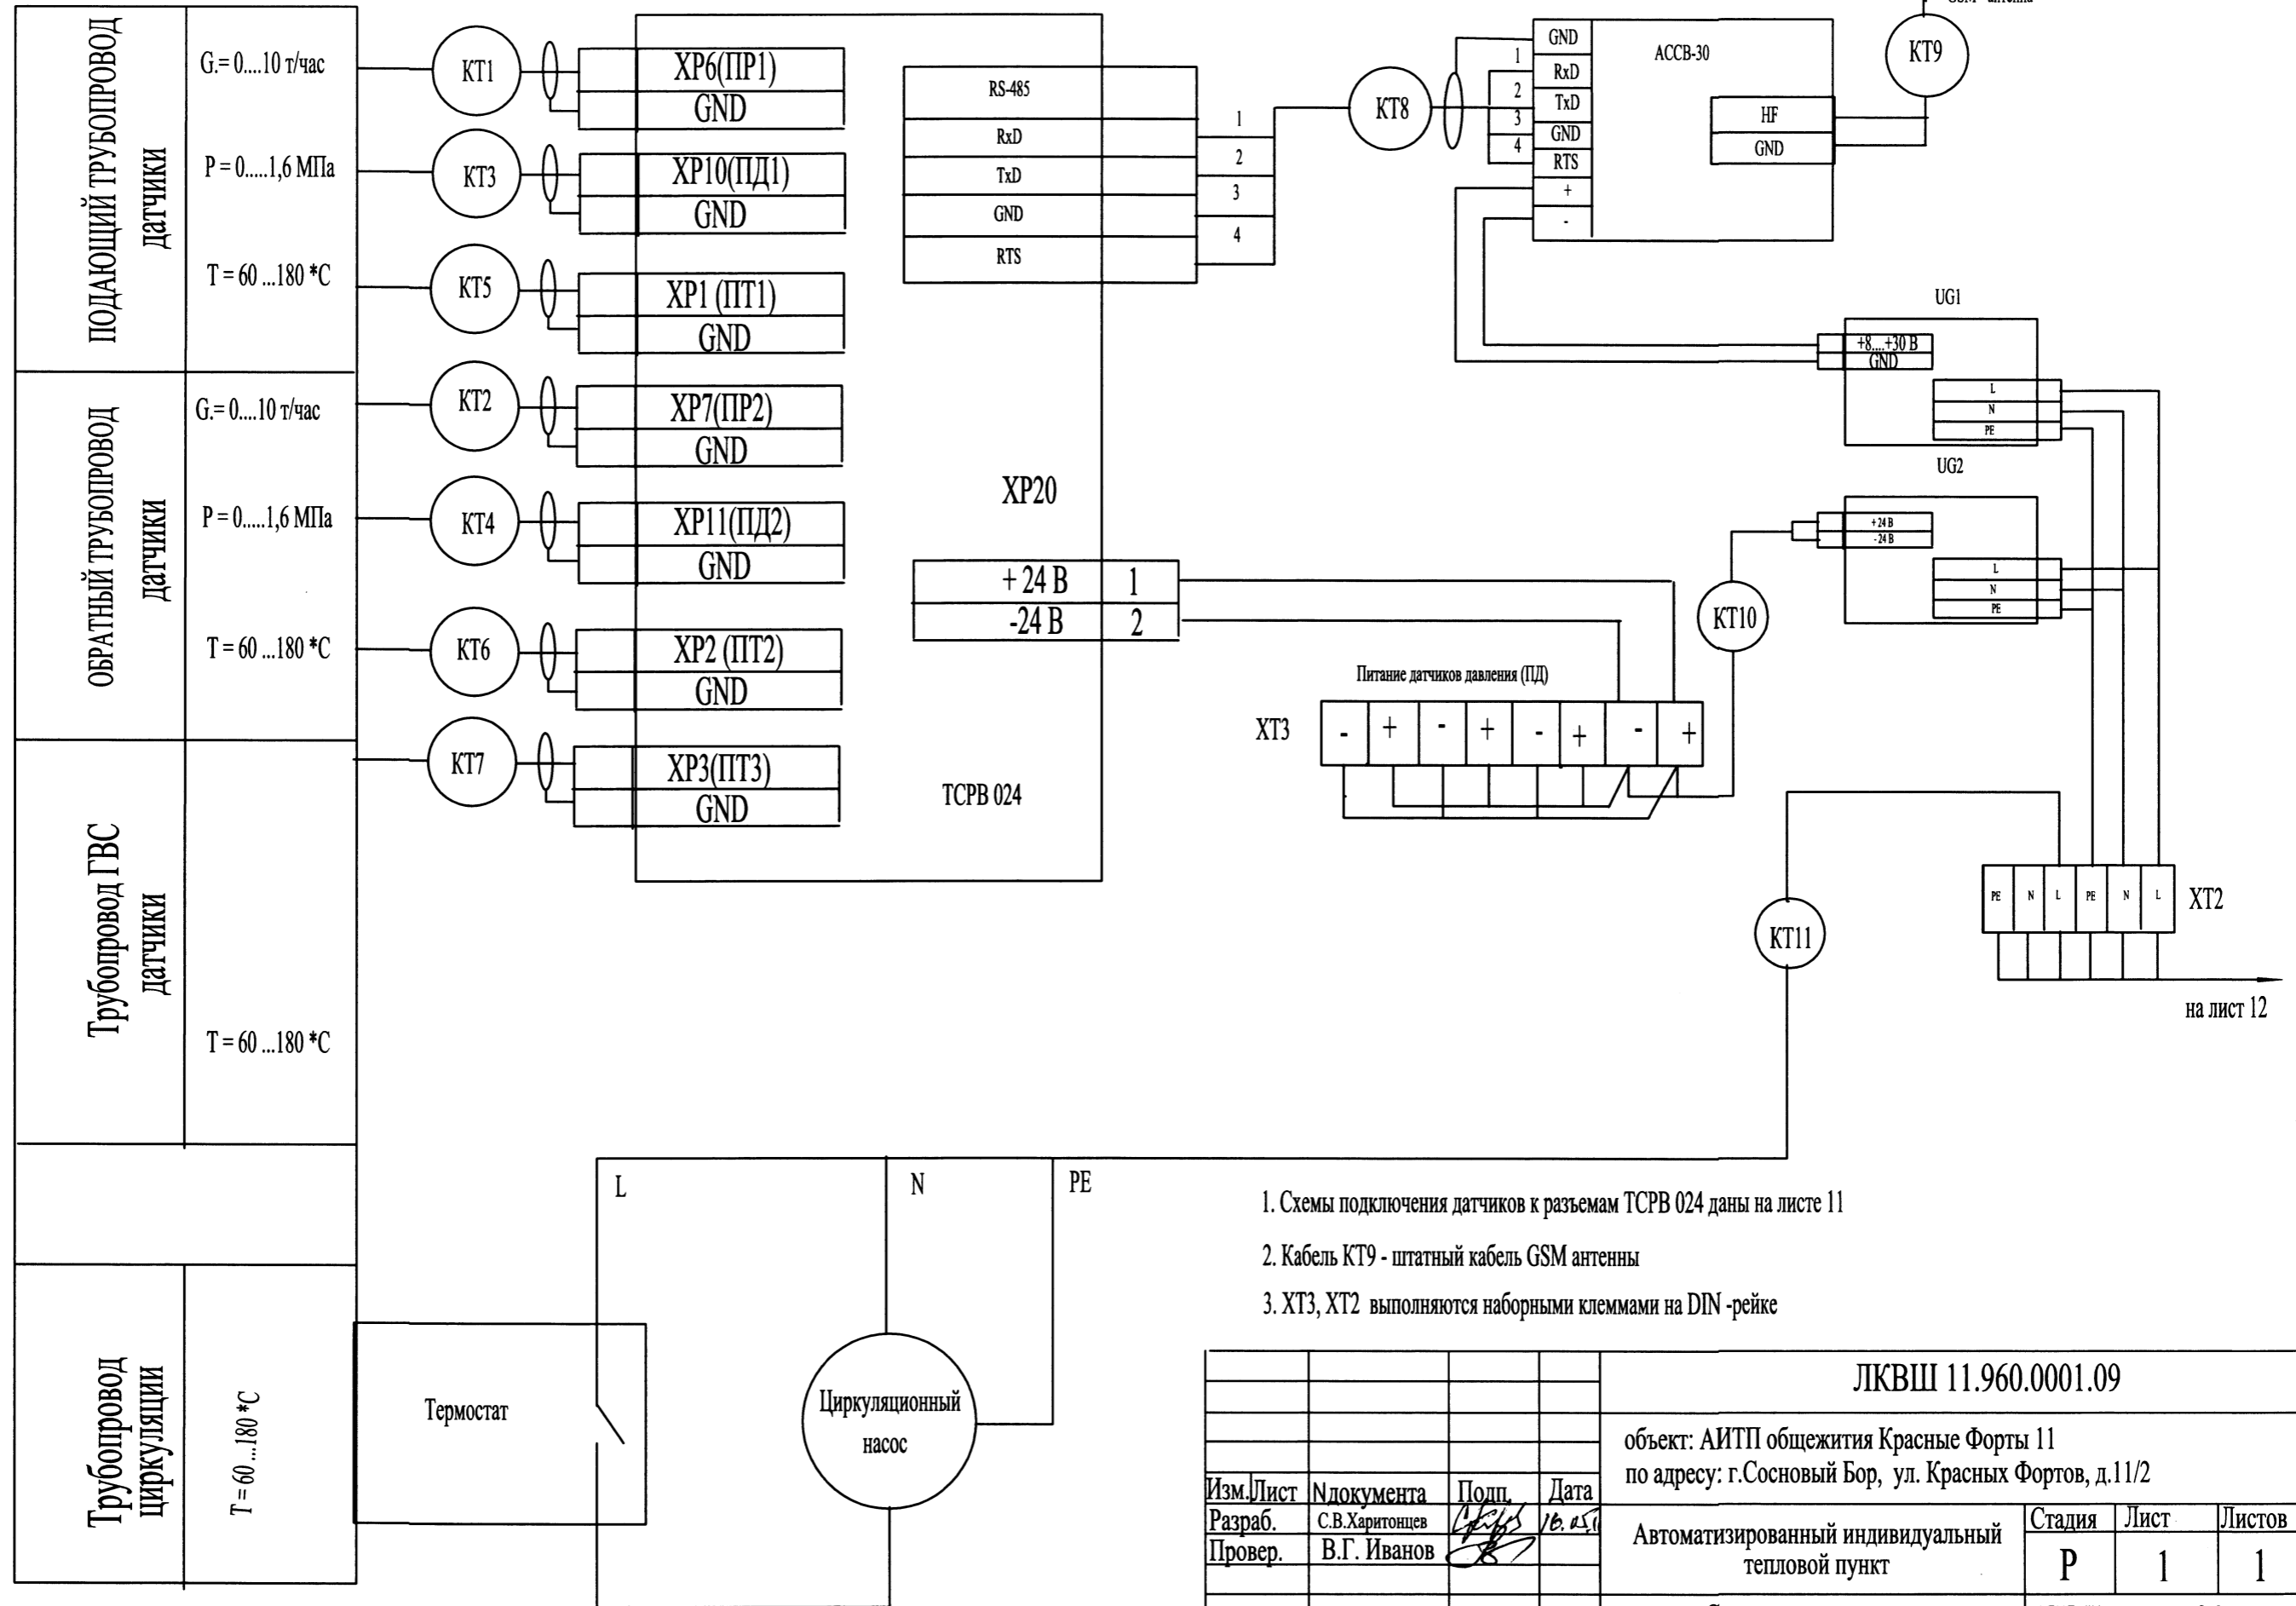 ПОДАЮЩИЙ ТРУБОПРОВОД
датчики
G.= 0....10 т/час
P = 0.....1,6 МПа
T = 60 ...180 *C
ОБРАТНЫЙ ТРУБОПРОВОД
датчики
G.= 0....10 т/час
P = 0.....1,6 МПа
T = 60 ...180 *C
Трубопровод ГВС
датчики
T = 60 ...180 *C
Трубопровод
циркуляции
T = 60 ...180 *C
КТ1
КТ3
КТ5
КТ2
КТ4
КТ6
КТ7
XP6(ПР1)
GND
XP10(ПД1)
GND
XP1 (ПТ1)
GND
XP7(ПР2)
GND
XP11(ПД2)
GND
XP2 (ПТ2)
GND
XP3(ПТ3)
GND
RS-485
RxD
TxD
GND
RTS
1
2
3
4
XP20
+ 24 В 1
-24 В 2
ТСРВ 024
КТ8
1
2
3
4
GND
RxD
TxD
GND
RTS
+
-
АССВ-30
HF
GND
GSM - антенна
КТ9
UG1
+8....+30 В
GND
L
N
PE
UG2
+ 24 В
- 24 В
L
N
PE
КТ10
Питание датчиков давления (ПД)
XT3
- + - + - + - +
КТ11
PE N L PE N L
XT2
на лист 12
L
N
PE
Термостат
Циркуляционный
насос
1. Схемы подключения датчиков к разъемам ТСРВ 024 даны на листе 11
2. Кабель КТ9 - штатный кабель GSM антенны
3. XT3, XT2 выполняются наборными клеммами на DIN -рейке
ЛКВШ 11.960.0001.09
объект: АИТП общежития Красные Форты 11
по адресу: г.Сосновый Бор, ул. Красных Фортов, д.11/2
Изм. Лист Nдокумента Подп. Дата
Разраб. С.В.Харитонцев
Провер. В.Г. Иванов
Автоматизированный индивидуальный
тепловой пункт
Стадия Лист Листов
Р 1 1